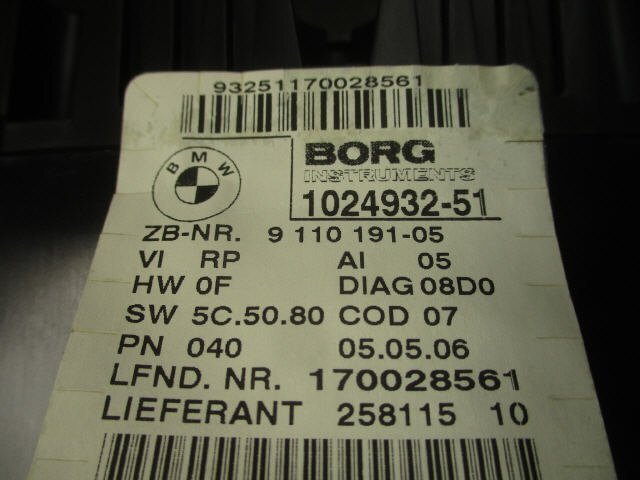 93251170028561
BMW
BORG
INSTRUMENTS
1024932-51
ZB-NR. 9 110 191-05
VI RP AI 05
HW 0F DIAG 08D0
SW 5C.50.80 COD 07
PN 040 05.05.06
LFND. NR. 170028561
LIEFERANT 258115 10